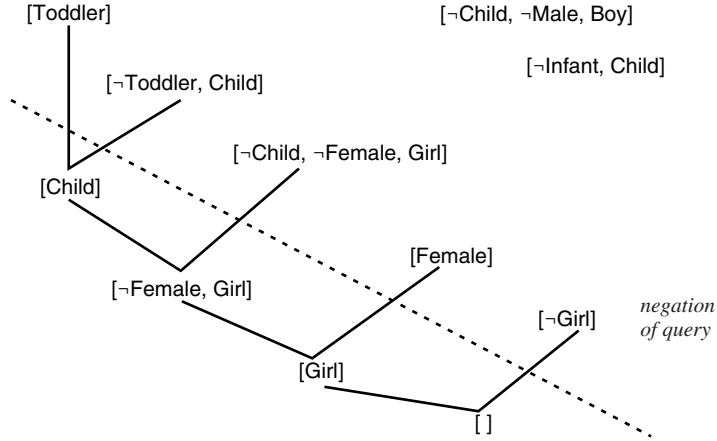 [Toddler]
[¬Child, ¬Male, Boy]
[¬Infant, Child]
[¬Toddler, Child]
[¬Child, ¬Female, Girl]
[Child]
[Female]
[¬Female, Girl]
[¬Girl]
negation
of query
[Girl]
[ ]